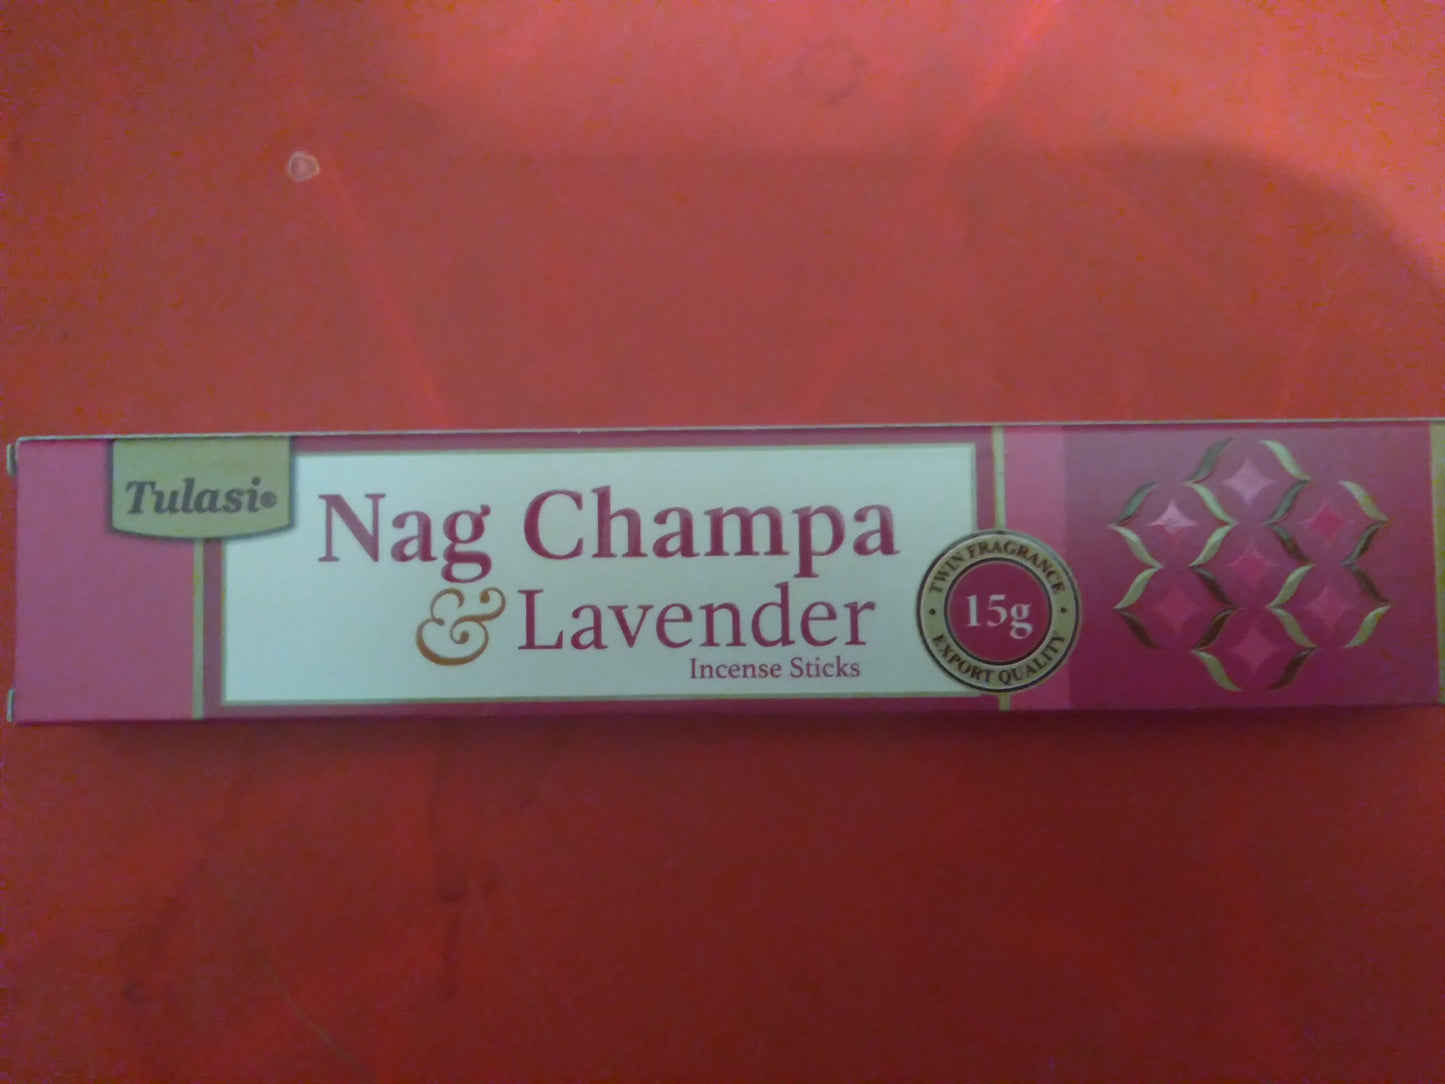 Tulasi®
Nag Champa
& Lavender
Incense Sticks
TWIN FRAGRANCE
15g
EXPORT QUALITY